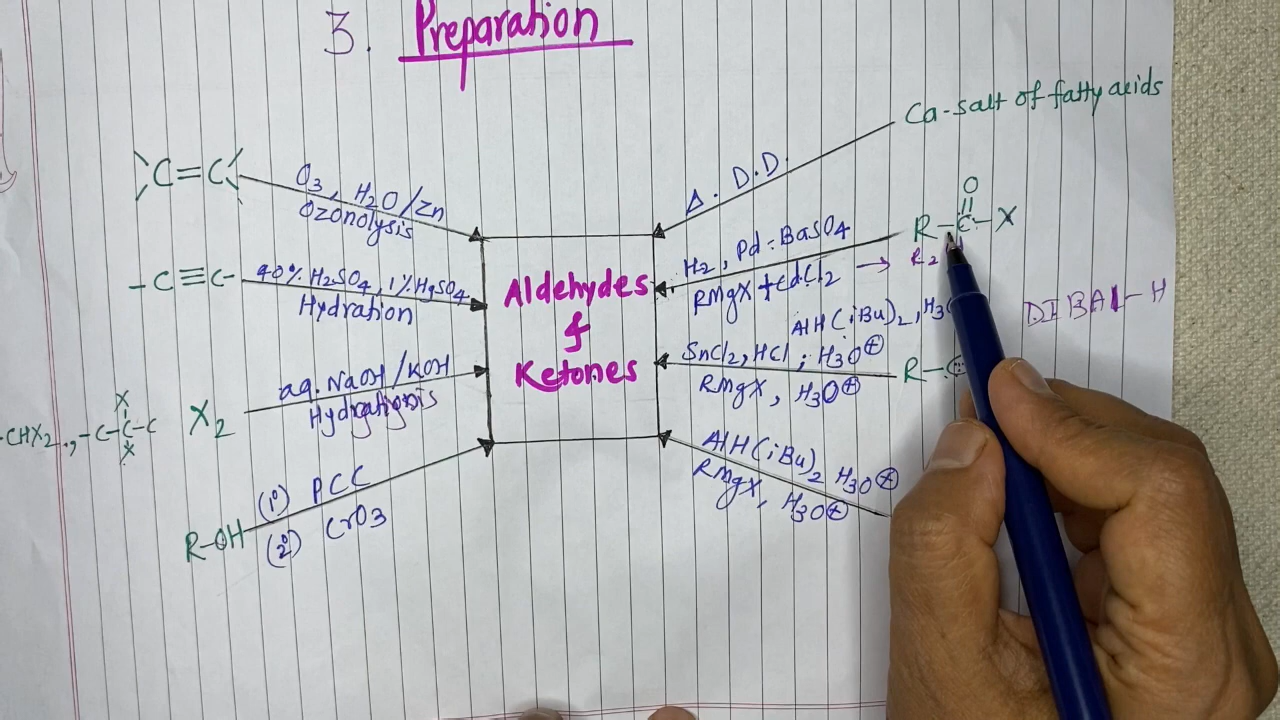 3. Preparation
Ca-salt of fatty acids
Δ. D.D.
>C=C<
O3, H2O/Zn
Ozonolysis
O
||
R-C-X
H2, Pd-BaSO4
RMgX + CdCl2 →
R2
-C≡C-
40% H2SO4, 1% HgSO4
Hydration
Aldehydes
&
Ketones
AlH(iBu)2, H3O
DIBAL-H
SnCl2, HCl ; H3O⊕
RMgX, H3O⊕
R-C
aq. NaOH/KOH
X2
-CHX2, -C-C-C
X
X
AlH(iBu)2 H3O⊕
RMgX, H3O⊕
R-OH
(1°) PCC
(2°) CrO3